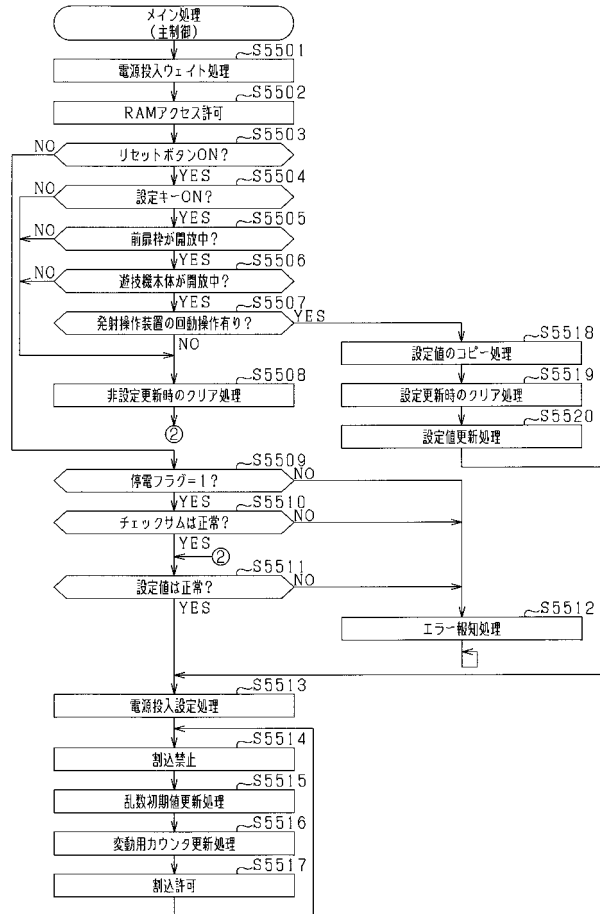 メイン処理
(主制御)
S5501
電源投入ウェイト処理
S5502
RAMアクセス許可
S5503
リセットボタンON?
NO
YES
S5504
設定キーON?
NO
YES
S5505
前扉枠が開放中?
NO
YES
S5506
遊技機本体が開放中?
NO
YES
S5507
発射操作装置の回動操作有り?
YES
NO
S5518
設定値のコピー処理
S5508
非設定更新時のクリア処理
S5519
設定更新時のクリア処理
②
S5520
設定値更新処理
S5509
停電フラグ=1?
NO
YES
S5510
チェックサムは正常?
NO
YES
②
S5511
設定値は正常?
NO
YES
S5512
エラー報知処理
S5513
電源投入設定処理
S5514
割込禁止
S5515
乱数初期値更新処理
S5516
変動用カウンタ更新処理
S5517
割込許可